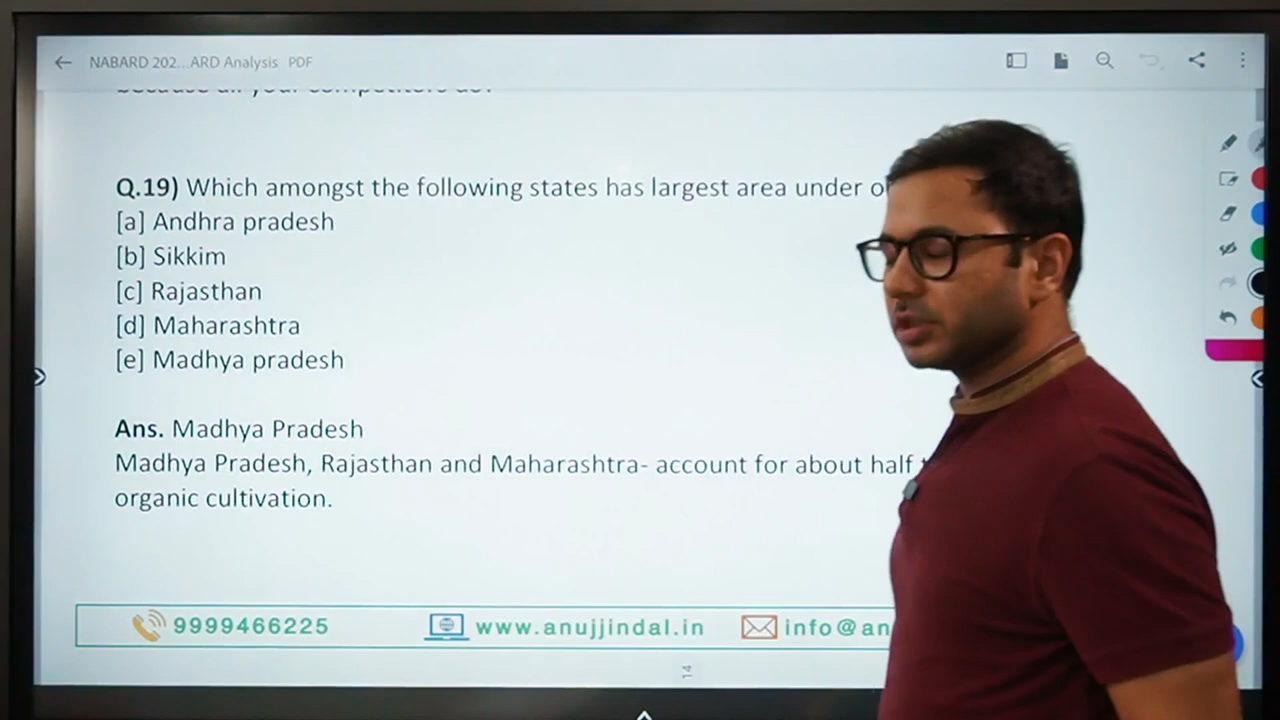 NABARD 202...ARD Analysis PDF
Q.19) Which amongst the following states has largest area under
[a] Andhra pradesh
[b] Sikkim
[c] Rajasthan
[d] Maharashtra
[e] Madhya pradesh
Ans. Madhya Pradesh
Madhya Pradesh, Rajasthan and Maharashtra- account for about half
organic cultivation.
9999466225 www.anujjindal.in info@an
14